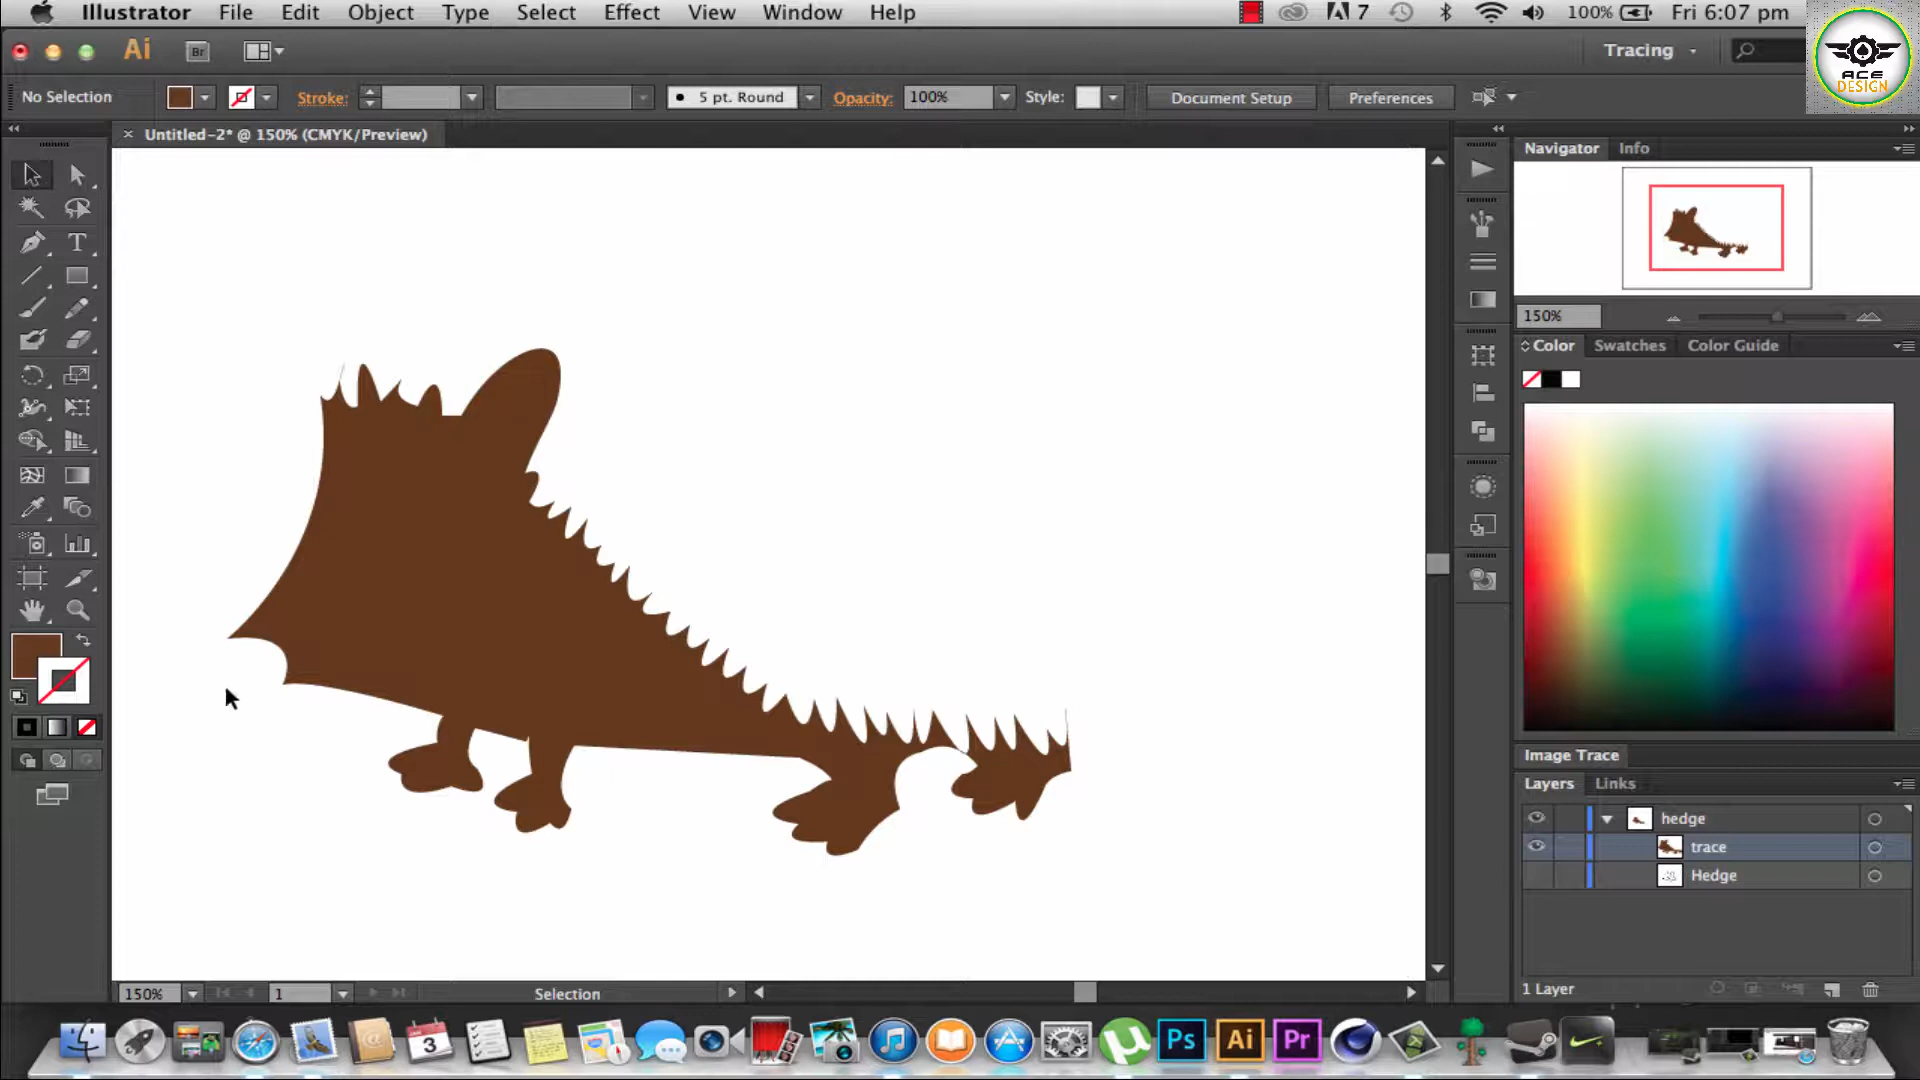 Illustrator File Edit Object Type Select Effect View Window Help 7 100% Fri 6:07 pm
Ai Br Tracing
ACE
DESIGN
No Selection Stroke: 5 pt. Round Opacity: 100% Style: Document Setup Preferences
Untitled-2* @ 150% (CMYK/Preview)
Navigator Info
150%
Color Swatches Color Guide
Image Trace
Layers Links
hedge
trace
Hedge
1 Layer
150% 1 Selection
3 Ps Ai Pr